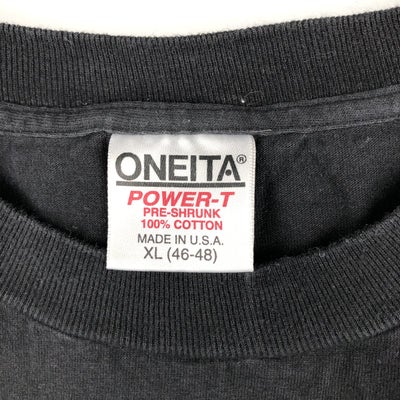 ONEITA®
POWER-T
PRE-SHRUNK
100% COTTON
MADE IN U.S.A.
XL (46-48)